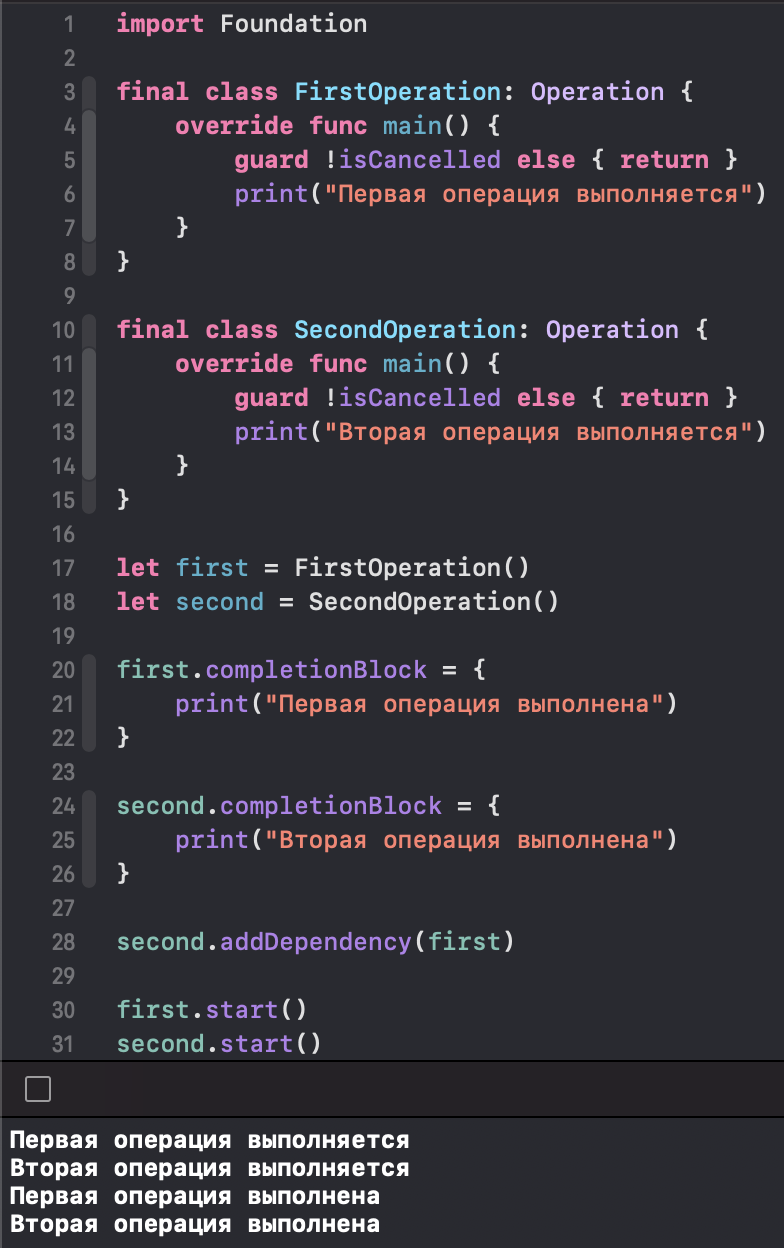 1 import Foundation
2
3 final class FirstOperation: Operation {
4     override func main() {
5         guard !isCancelled else { return }
6         print("Первая операция выполняется")
7     }
8 }
9
10 final class SecondOperation: Operation {
11     override func main() {
12         guard !isCancelled else { return }
13         print("Вторая операция выполняется")
14     }
15 }
16
17 let first = FirstOperation()
18 let second = SecondOperation()
19
20 first.completionBlock = {
21     print("Первая операция выполнена")
22 }
23
24 second.completionBlock = {
25     print("Вторая операция выполнена")
26 }
27
28 second.addDependency(first)
29
30 first.start()
31 second.start()
Первая операция выполняется
Вторая операция выполняется
Первая операция выполнена
Вторая операция выполнена